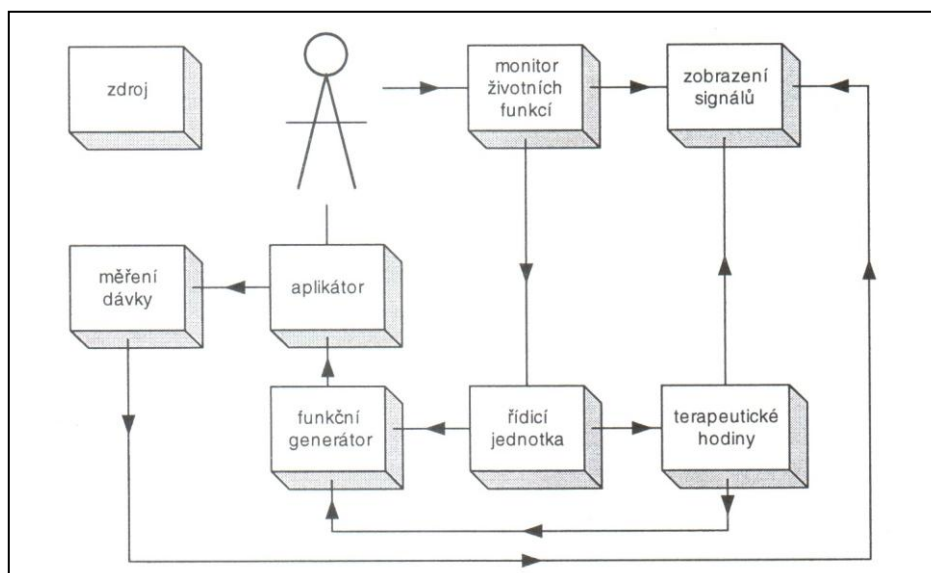 zdroj
monitor
životních
funkcí
zobrazení
signálů
měření
dávky
aplikátor
funkční
generátor
řídicí
jednotka
terapeutické
hodiny